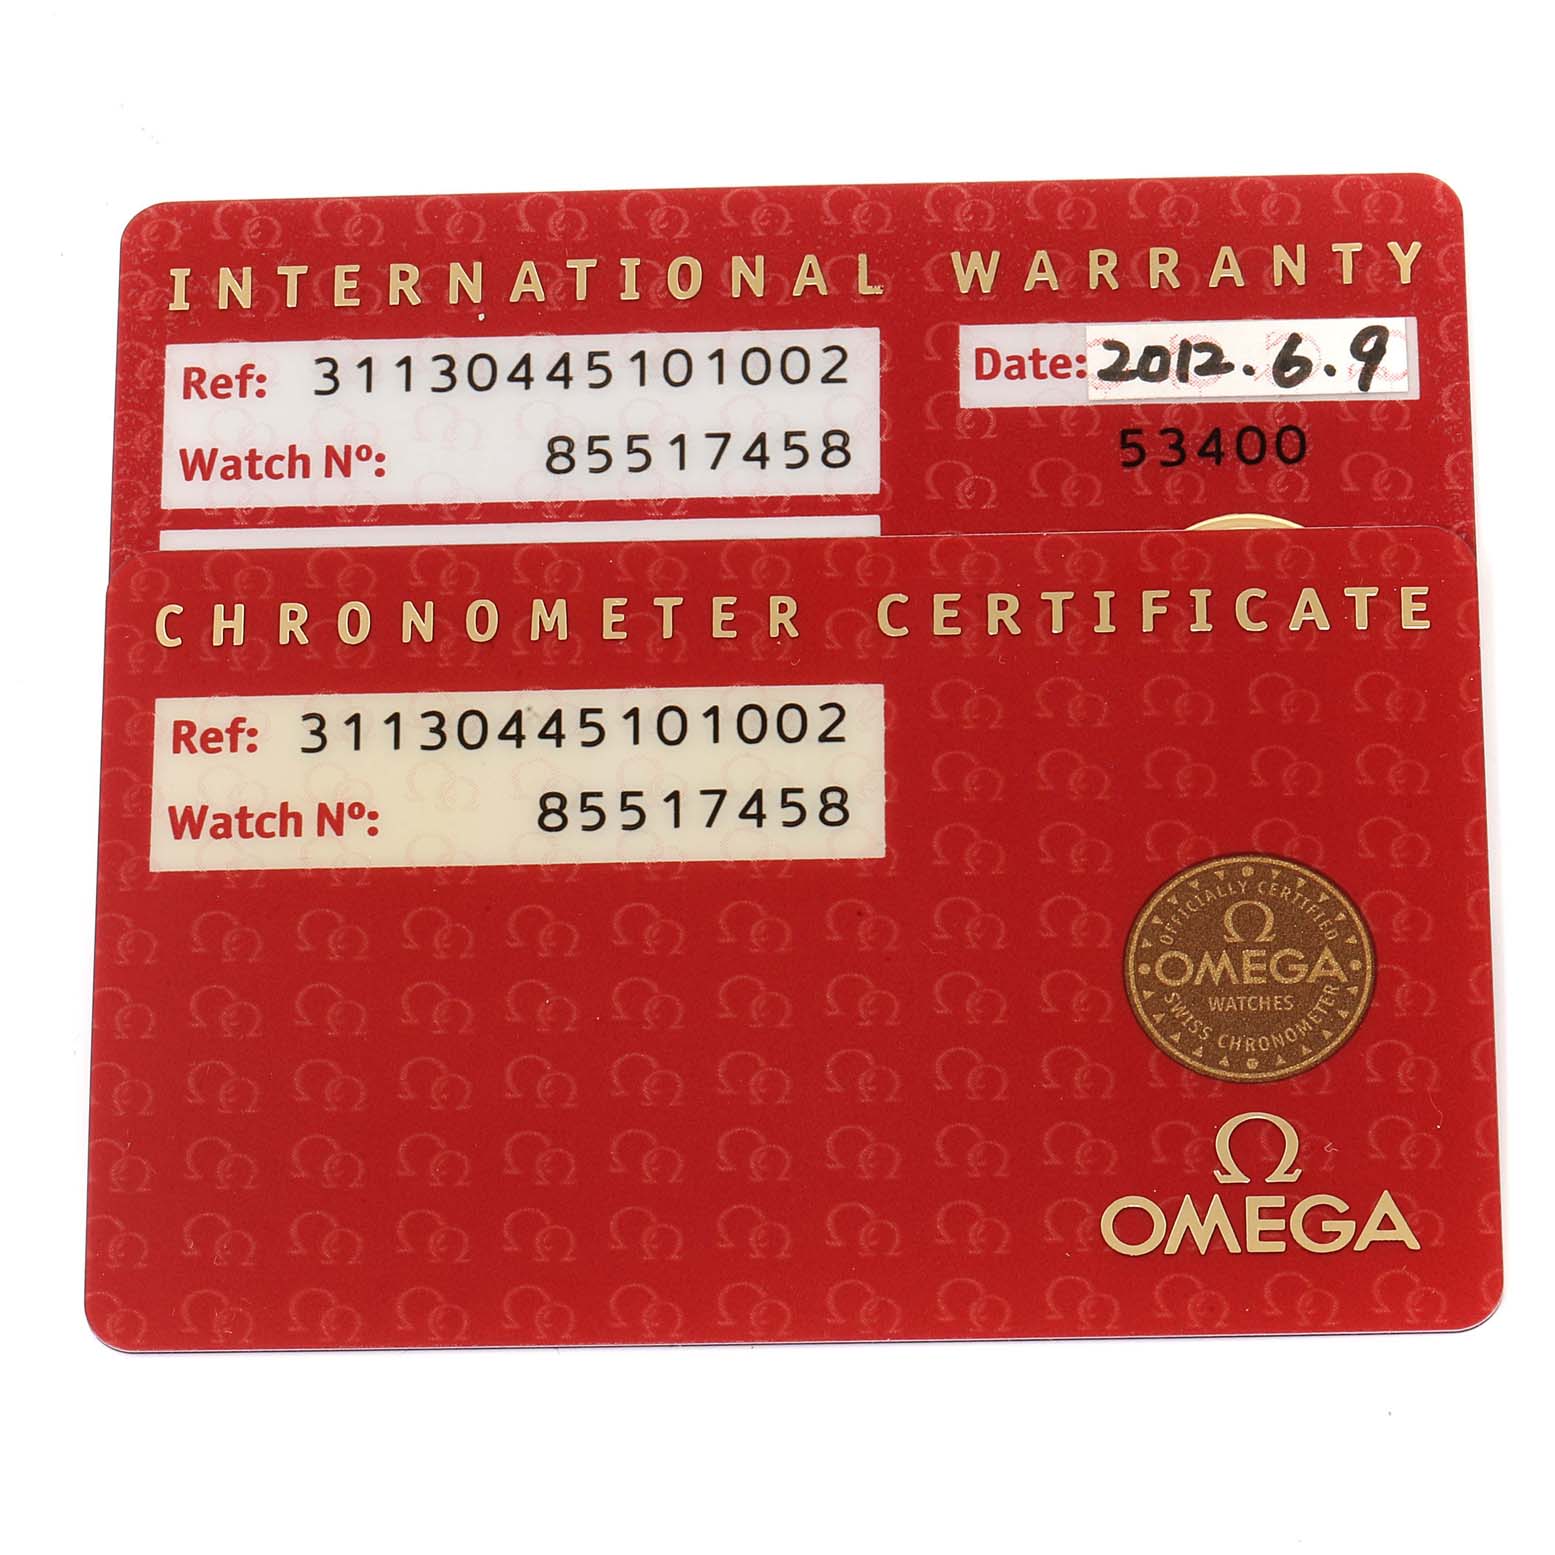 INTERNATIONAL WARRANTY
Ref: 31130445101002
Date: 2012.6.9
Watch Nº: 85517458
53400
CHRONOMETER CERTIFICATE
Ref: 31130445101002
Watch Nº: 85517458
OFFICIALLY CERTIFIED
Ω
OMEGA
WATCHES
SWISS CHRONOMETER
Ω
OMEGA